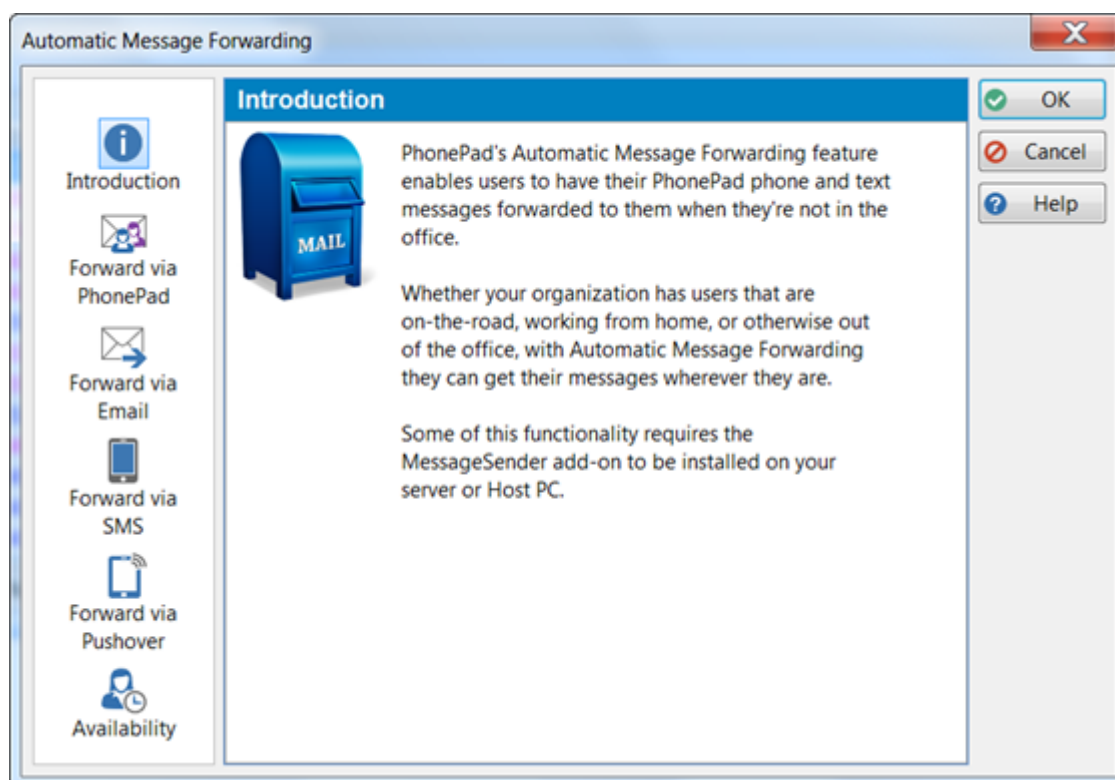 Automatic Message Forwarding
Introduction
Forward via
PhonePad
Forward via
Email
Forward via
SMS
Forward via
Pushover
Availability
Introduction
MAIL
PhonePad's Automatic Message Forwarding feature
enables users to have their PhonePad phone and text
messages forwarded to them when they're not in the
office.
Whether your organization has users that are
on-the-road, working from home, or otherwise out
of the office, with Automatic Message Forwarding
they can get their messages wherever they are.
Some of this functionality requires the
MessageSender add-on to be installed on your
server or Host PC.
OK
Cancel
Help